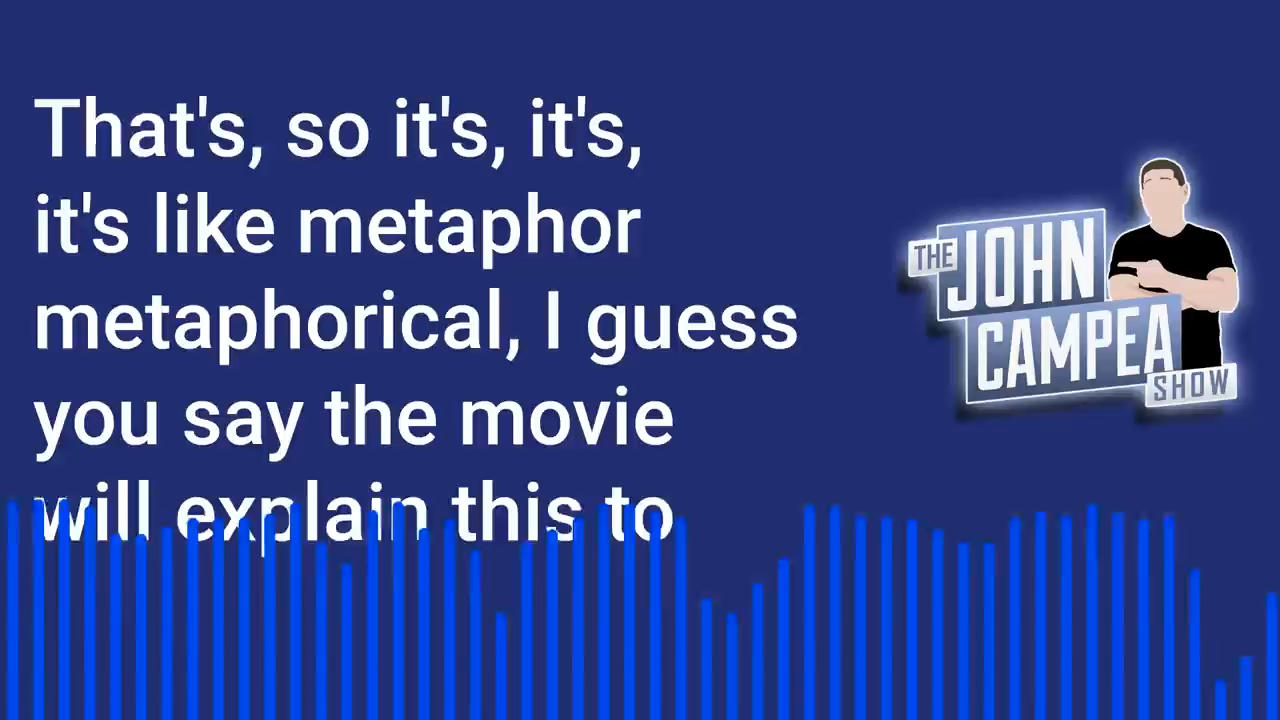 That's, so it's, it's,
it's like metaphor
metaphorical, I guess
you say the movie
will explain this to
THE
JOHN
CAMPEA
SHOW